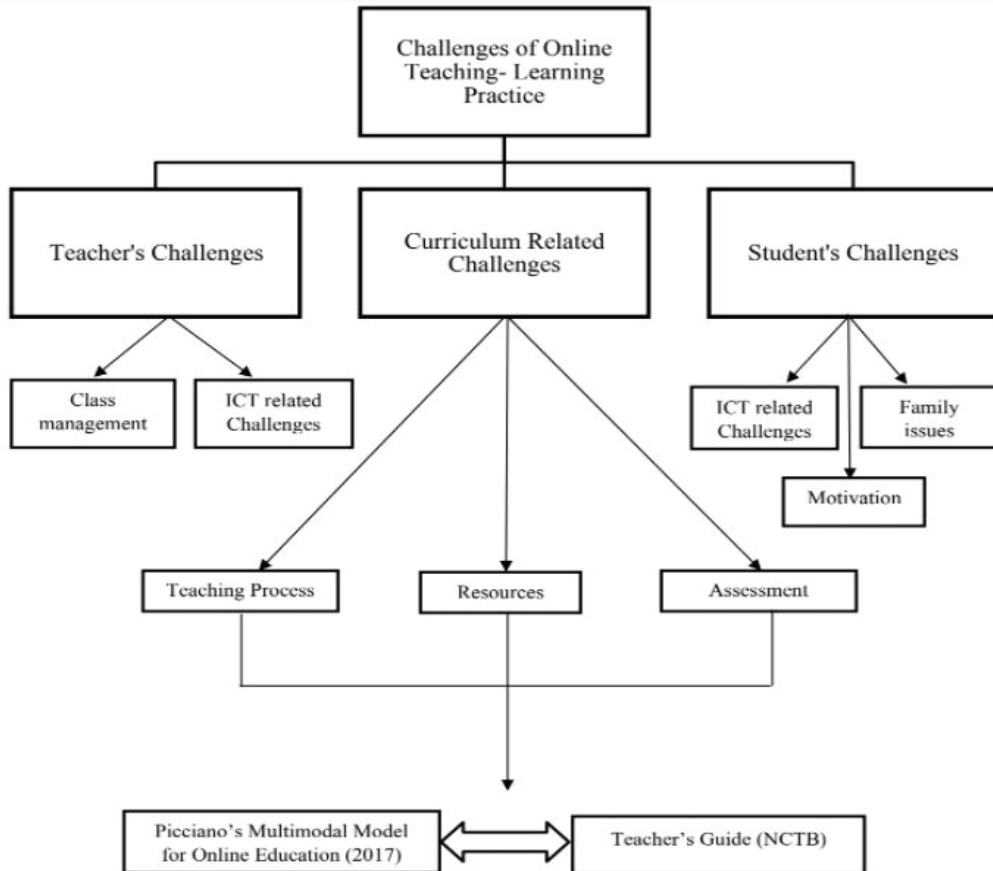 Challenges of Online
Teaching- Learning
Practice
Teacher's Challenges
Curriculum Related
Challenges
Student's Challenges
Class
management
ICT related
Challenges
ICT related
Challenges
Family
issues
Motivation
Teaching Process
Resources
Assessment
Picciano’s Multimodal Model
for Online Education (2017)
Teacher’s Guide (NCTB)